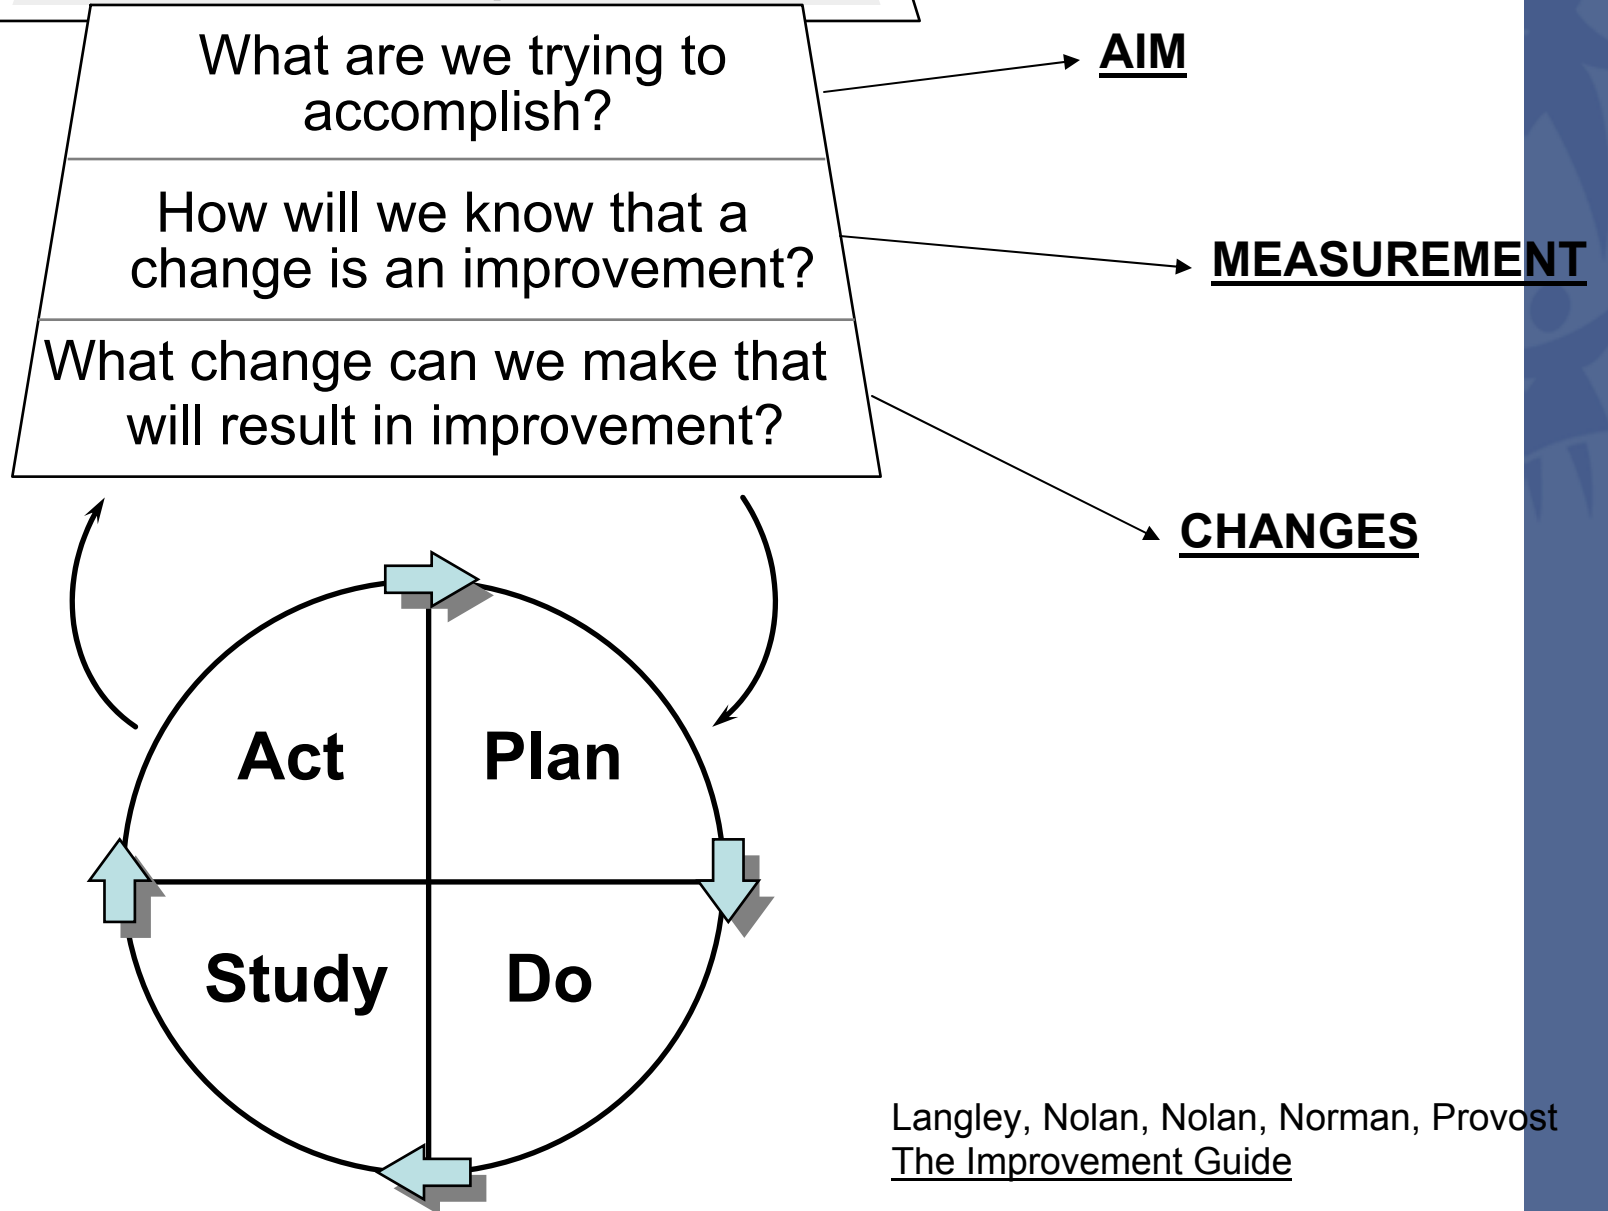 What are we trying to
accomplish?
AIM
How will we know that a
change is an improvement?
MEASUREMENT
What change can we make that
will result in improvement?
CHANGES
Act
Plan
Study
Do
Langley, Nolan, Nolan, Norman, Provost
The Improvement Guide